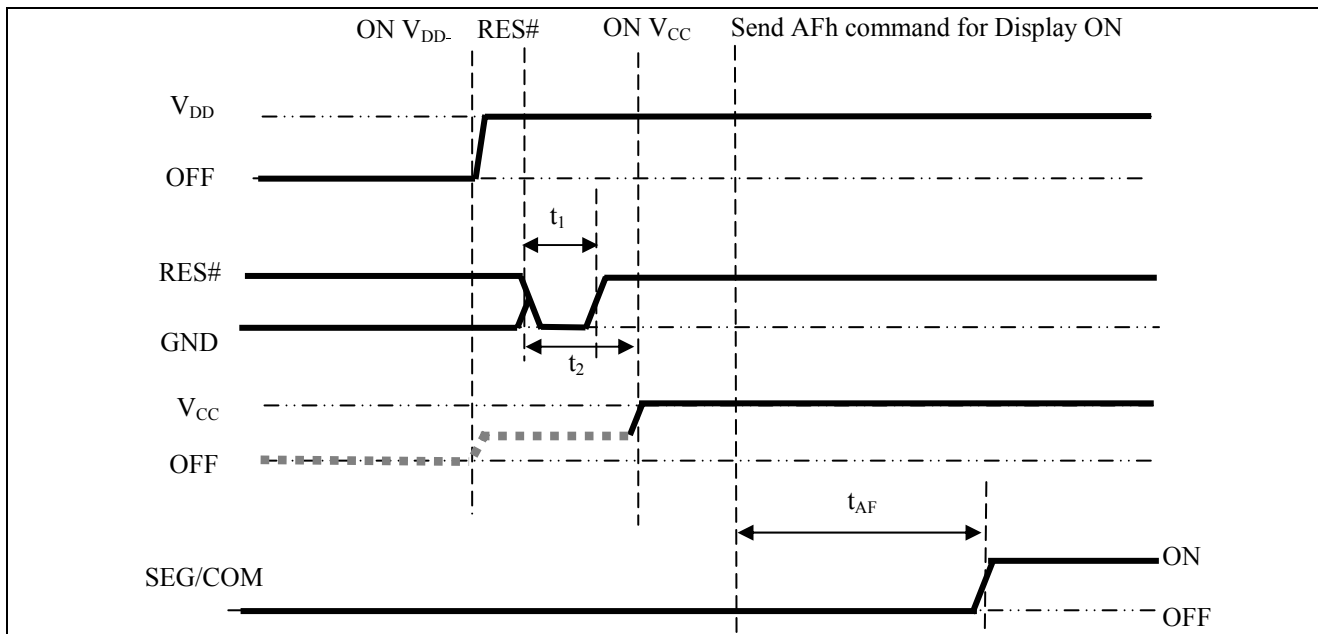 ON VDD- RES# ON VCC Send AFh command for Display ON
VDD
OFF
t1
RES#
GND
t2
VCC
OFF
tAF
ON
SEG/COM
OFF